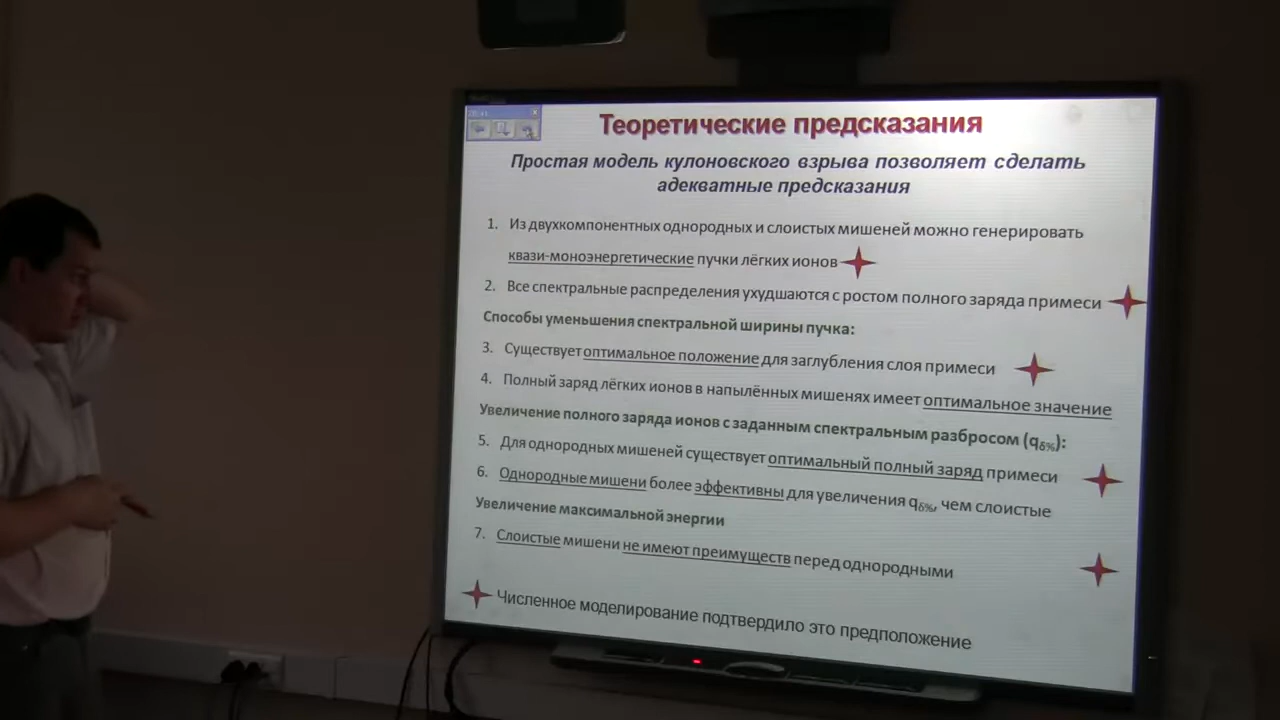 Теоретические предсказания
Простая модель кулоновского взрыва позволяет сделать
адекватные предсказания
1. Из двухкомпонентных однородных и слоистых мишеней можно генерировать
квази-моноэнергетические пучки лёгких ионов
2. Все спектральные распределения ухудшаются с ростом полного заряда примеси
Способы уменьшения спектральной ширины пучка:
3. Существует оптимальное положение для заглубления слоя примеси
4. Полный заряд лёгких ионов в напылённых мишенях имеет оптимальное значение
Увеличение полного заряда ионов с заданным спектральным разбросом (qδ%):
5. Для однородных мишеней существует оптимальный полный заряд примеси
6. Однородные мишени более эффективны для увеличения qδ%, чем слоистые
Увеличение максимальной энергии
7. Слоистые мишени не имеют преимуществ перед однородными
Численное моделирование подтвердило это предположение